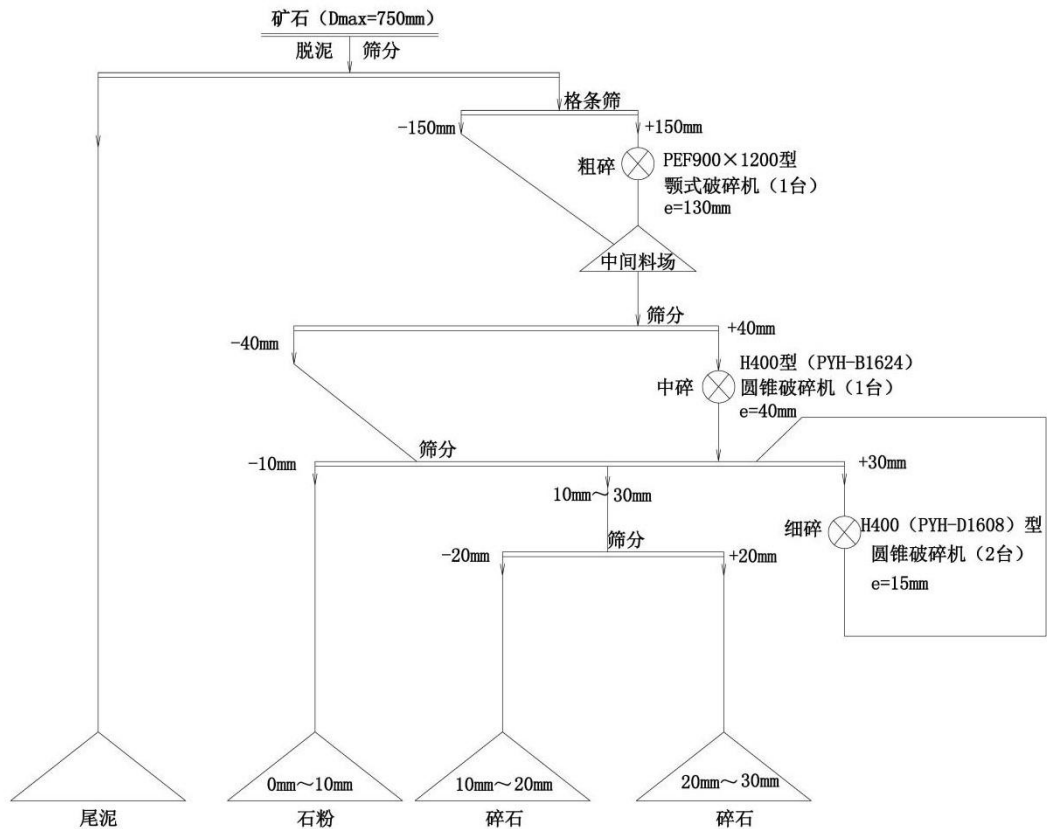 矿石（Dmax=750mm）
脱泥 筛分
格条筛
-150mm
+150mm
粗碎
PEF900×1200型
颚式破碎机（1台）
e=130mm
中间料场
筛分
-40mm
+40mm
中碎
H400型（PYH-B1624）
圆锥破碎机（1台）
e=40mm
筛分
-10mm
10mm～30mm
+30mm
细碎
H400（PYH-D1608）型
圆锥破碎机（2台）
e=15mm
筛分
-20mm
+20mm
0mm～10mm
10mm～20mm
20mm～30mm
尾泥
石粉
碎石
碎石